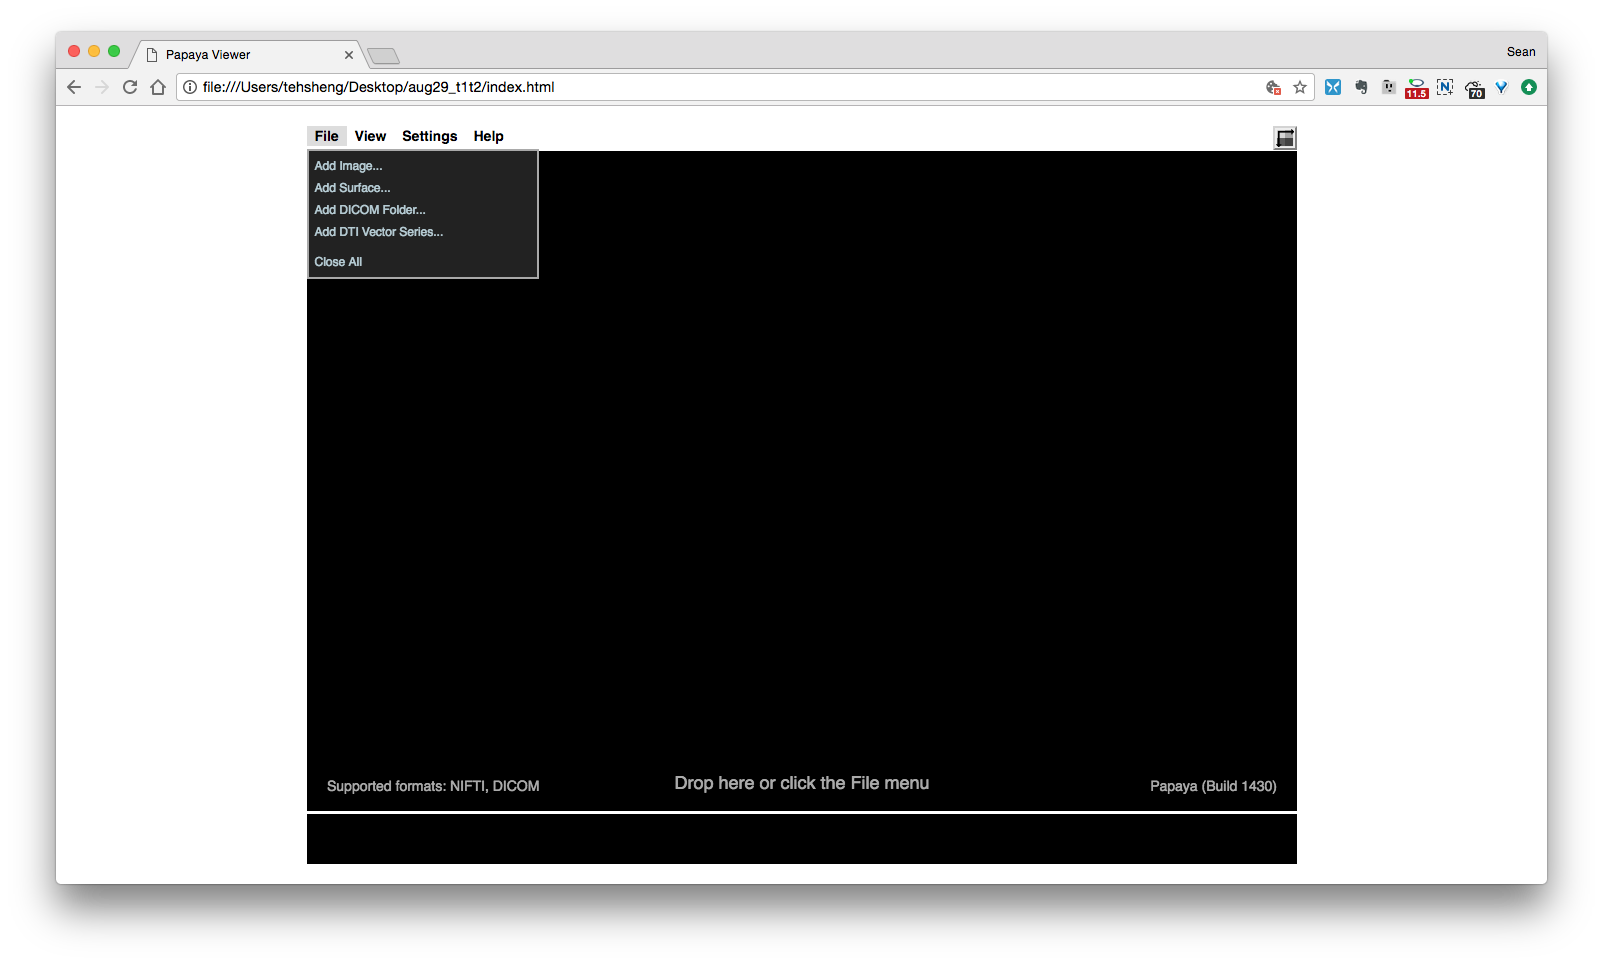 Papaya Viewer
Sean
file:///Users/tehsheng/Desktop/aug29_t1t2/index.html
11.5
N
70
File View Settings Help
Add Image...
Add Surface...
Add DICOM Folder...
Add DTI Vector Series...
Close All
Supported formats: NIFTI, DICOM
Drop here or click the File menu
Papaya (Build 1430)